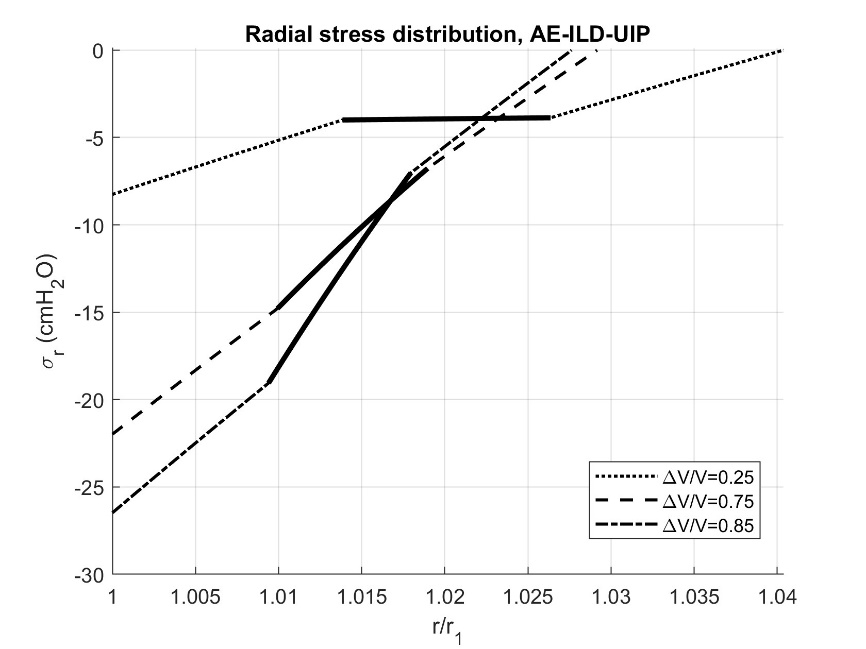 Radial stress distribution, AE-ILD-UIP
0
-5
-10
-15
-20
-25
-30
σr (cmH2O)
1
1.005
1.01
1.015
1.02
1.025
1.03
1.035
1.04
r/r1
ΔV/V=0.25
ΔV/V=0.75
ΔV/V=0.85